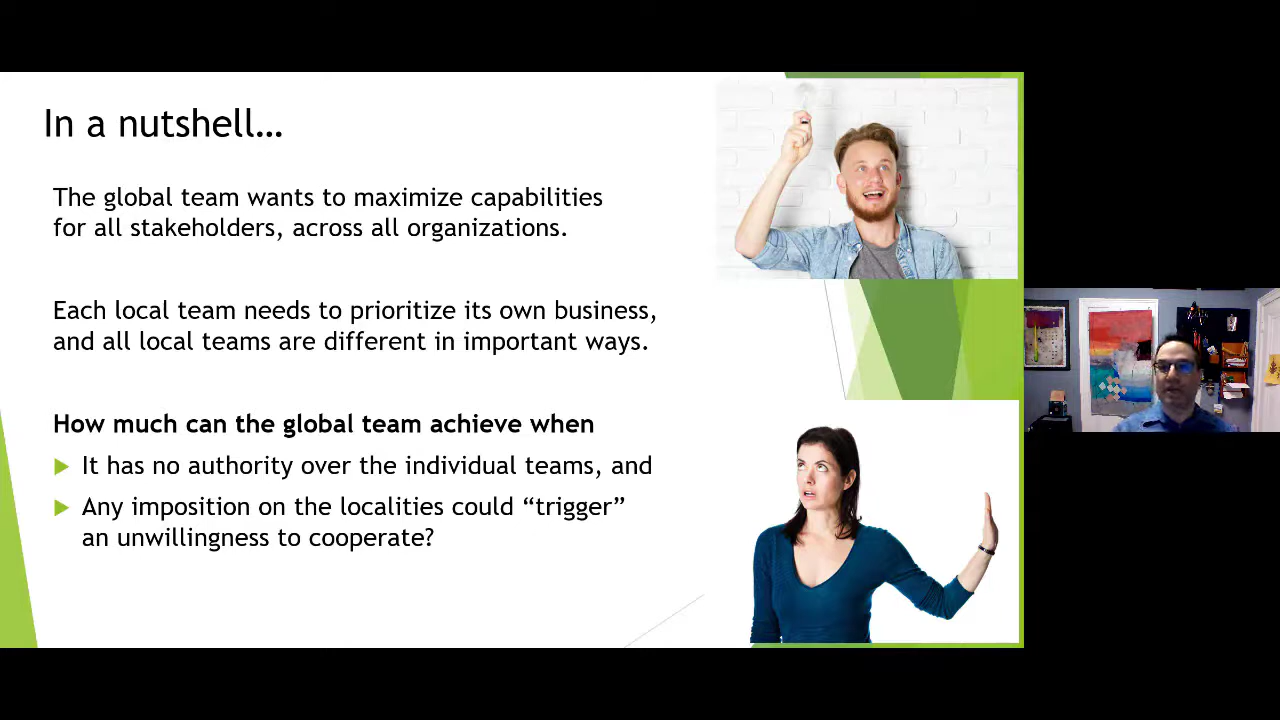 In a nutshell…
The global team wants to maximize capabilities
for all stakeholders, across all organizations.
Each local team needs to prioritize its own business,
and all local teams are different in important ways.
How much can the global team achieve when
It has no authority over the individual teams, and
Any imposition on the localities could “trigger”
an unwillingness to cooperate?